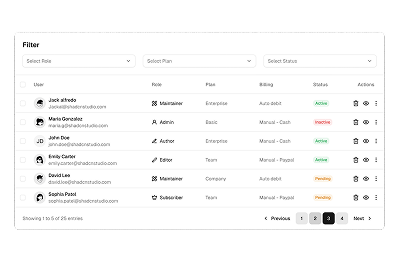 Filter
Select Role
Select Plan
Select Status
User Role Plan Billing Status Actions
Jack alfredo
Jackal@shadcnstudio.com
Maintainer Enterprise Auto debit Active
Maria Gonzalez
maria.g@shadcnstudio.com
Admin Basic Manual - Cash Inactive
JD
John Doe
john.doe@shadcnstudio.com
Author Enterprise Manual - Cash Active
Emily Carter
emily.carter@shadcnstudio.com
Editor Team Manual - Paypal Active
David Lee
david.lee@shadcnstudio.com
Maintainer Company Auto debit Pending
Sophia Patel
sophia.patel@shadcnstudio.com
Subscriber Team Manual - Paypal Pending
Showing 1 to 5 of 25 entries
Previous 1 2 3 4 Next